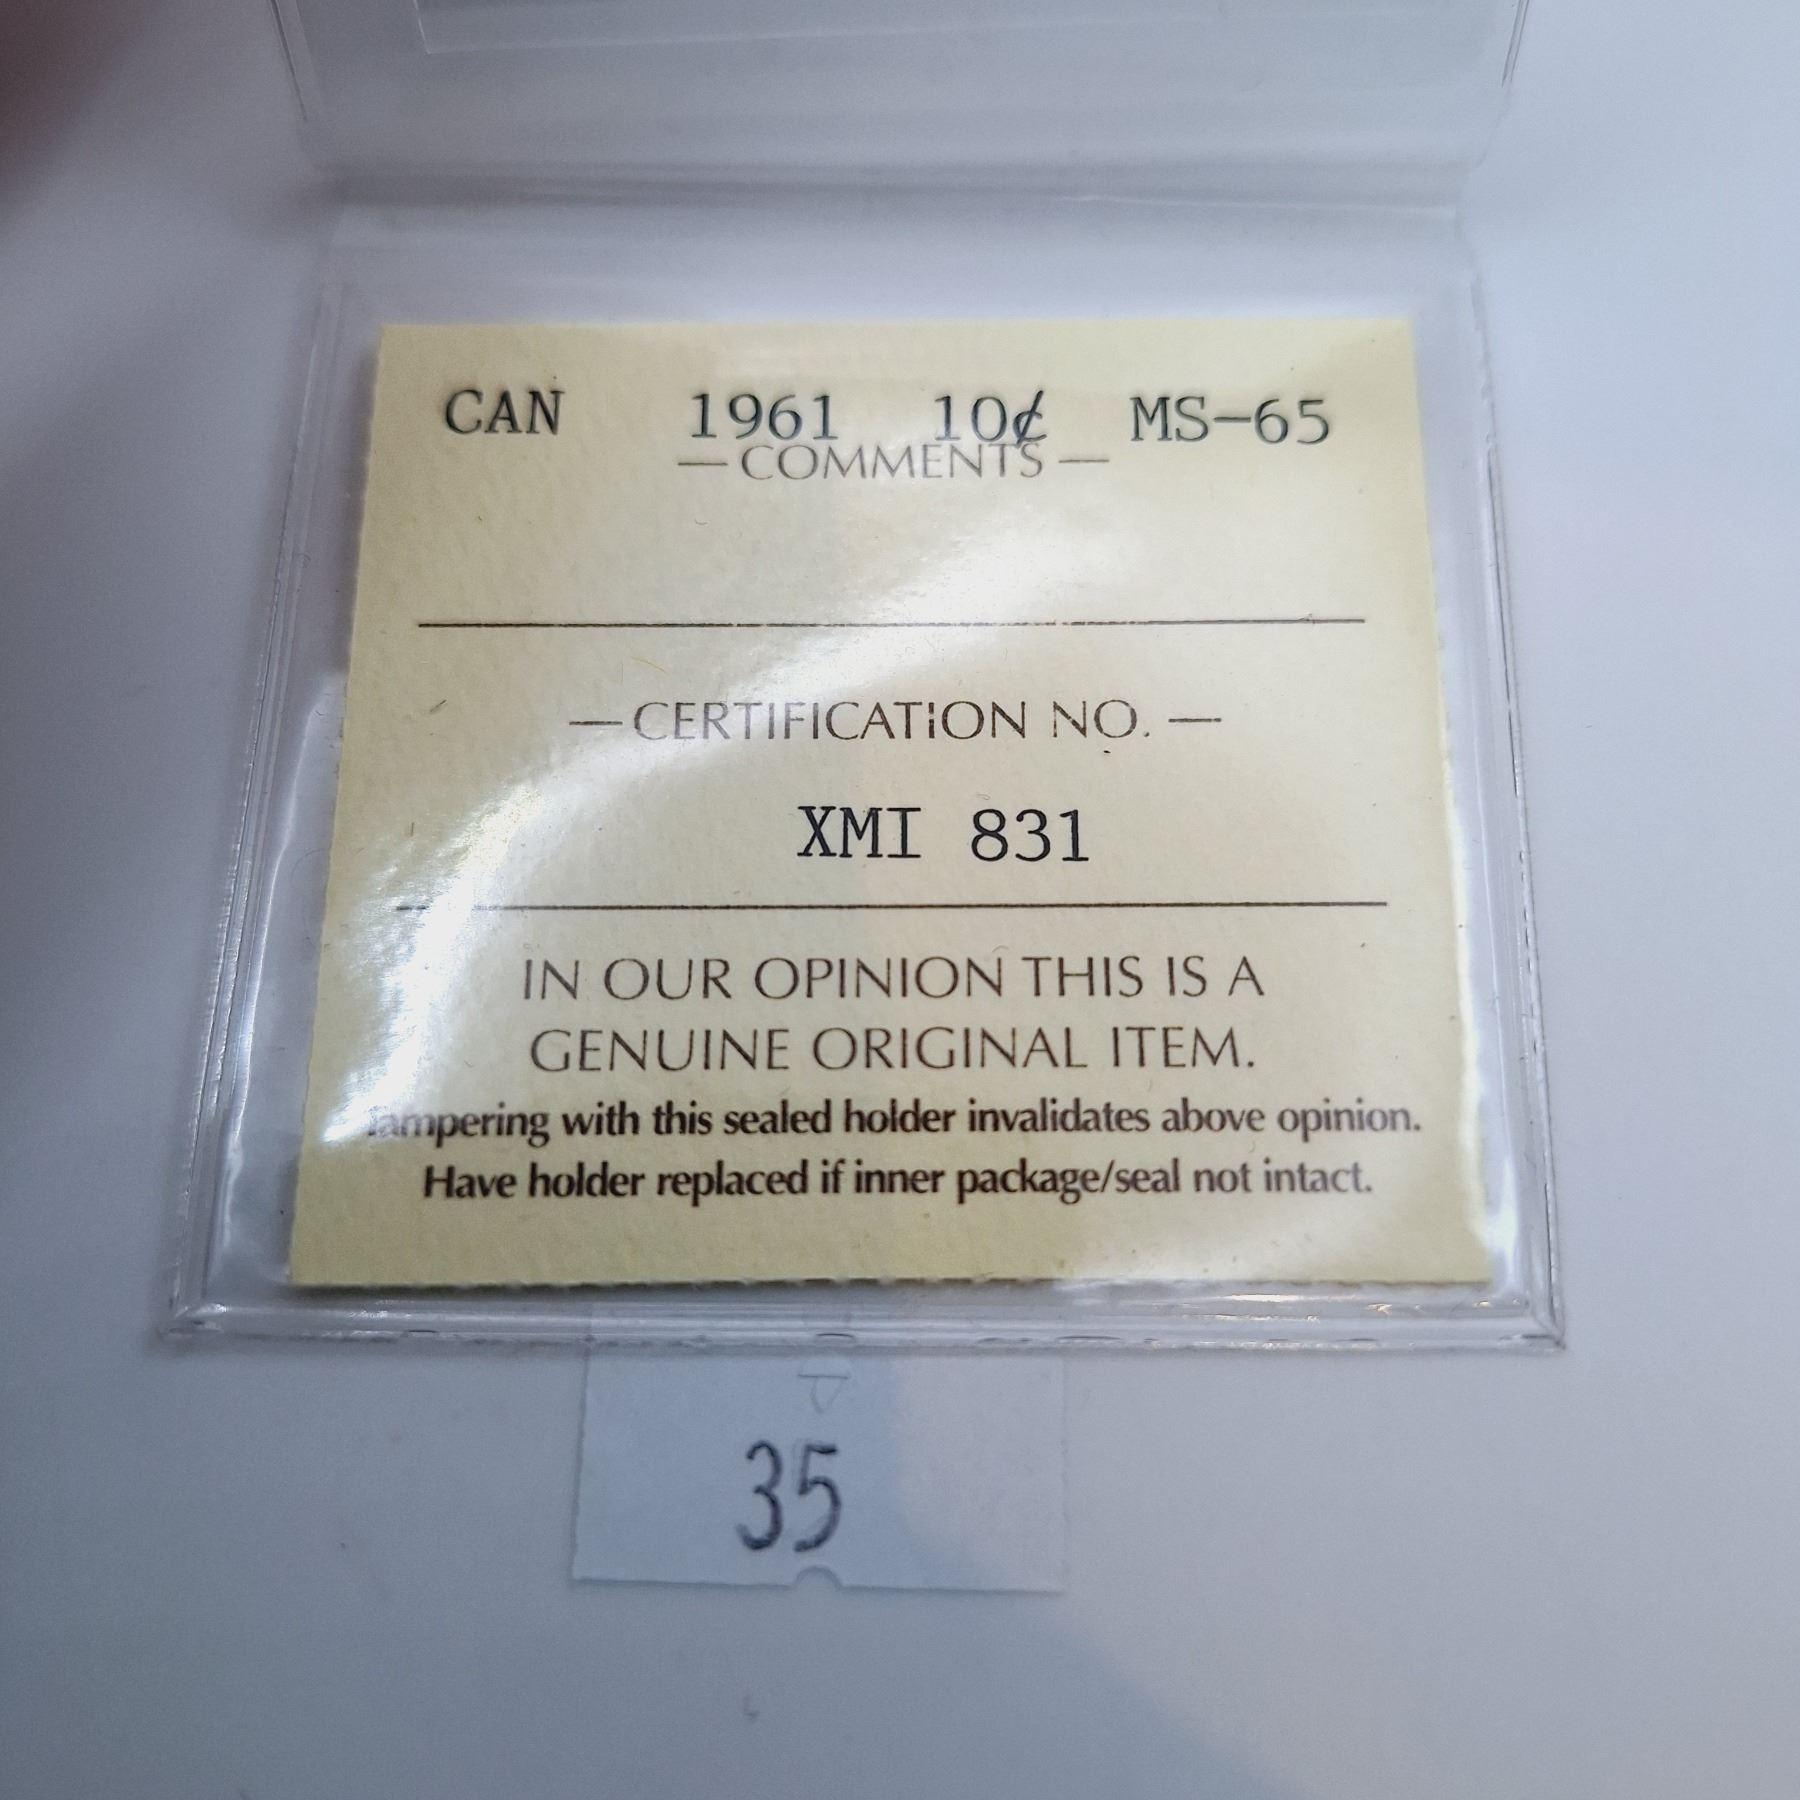 CAN 1961 10¢ MS-65
— COMMENTS —
— CERTIFICATION NO. —
XMI 831
IN OUR OPINION THIS IS A
GENUINE ORIGINAL ITEM.
Tampering with this sealed holder invalidates above opinion.
Have holder replaced if inner package/seal not intact.
35